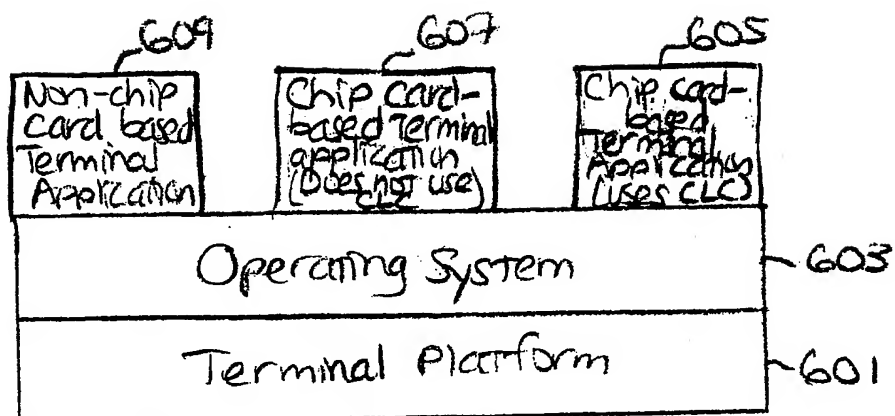 609
607
605
Non-chip
Card based
Terminal
Application
Chip Card-
based Terminal
application
(Does not use)
CLC
Chip card-
based
Terminal
Application
(uses CLC)
Operating System
603
Terminal Platform
601